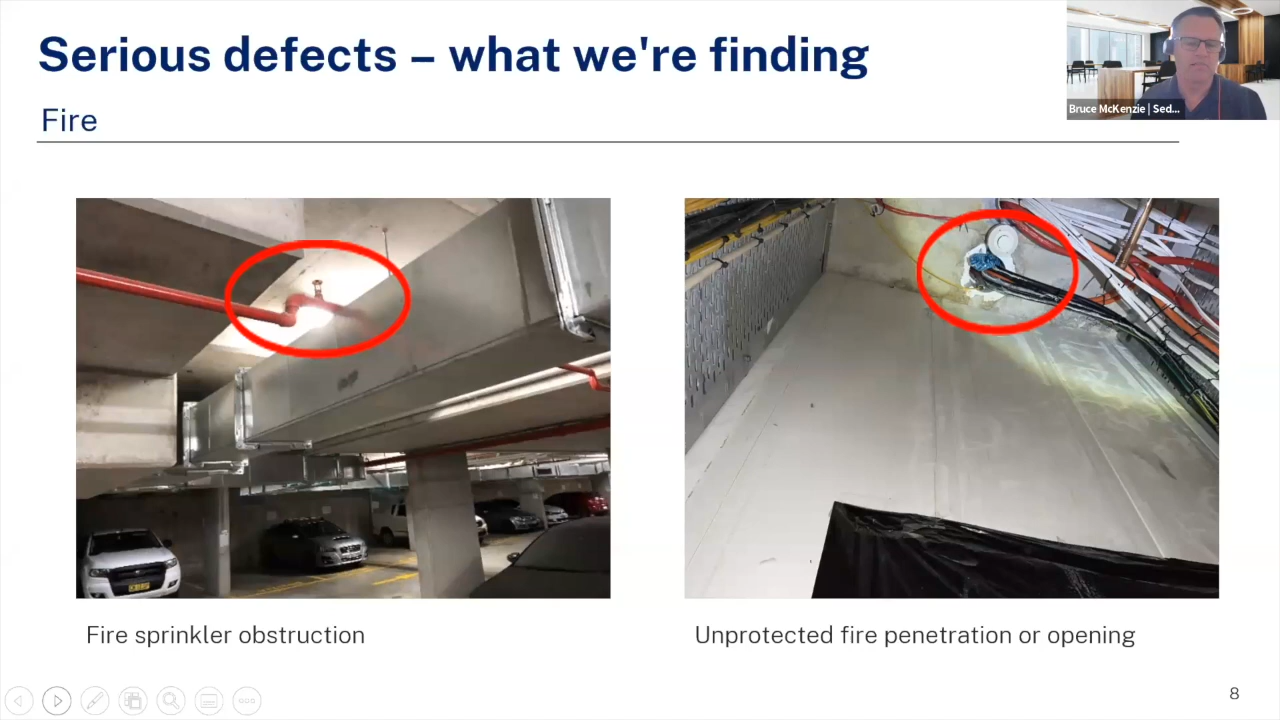 Serious defects – what we're finding
Fire
Bruce McKenzie | Sed...
Fire sprinkler obstruction
Unprotected fire penetration or opening
8